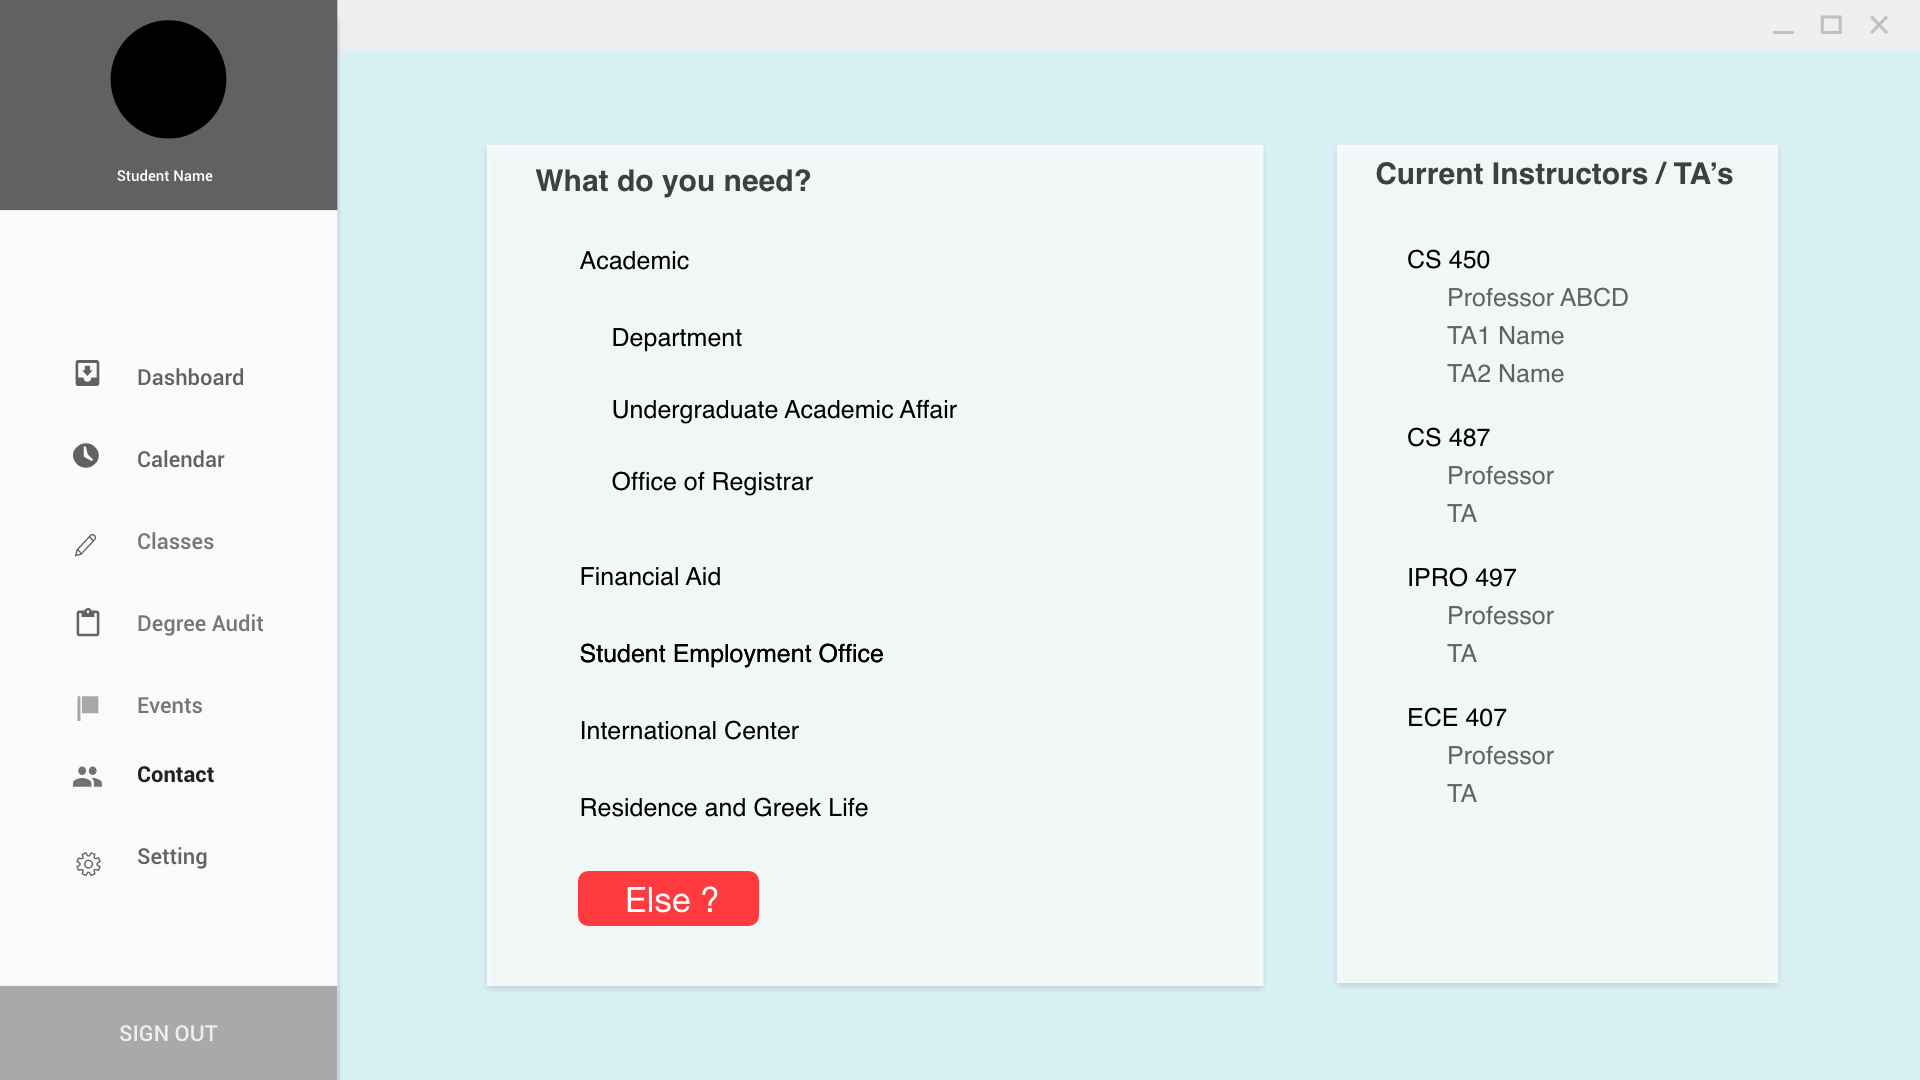 Student Name
Dashboard
Calendar
Classes
Degree Audit
Events
Contact
Setting
SIGN OUT
What do you need?
Academic
Department
Undergraduate Academic Affair
Office of Registrar
Financial Aid
Student Employment Office
International Center
Residence and Greek Life
Else ?
Current Instructors / TA’s
CS 450
Professor ABCD
TA1 Name
TA2 Name
CS 487
Professor
TA
IPRO 497
Professor
TA
ECE 407
Professor
TA